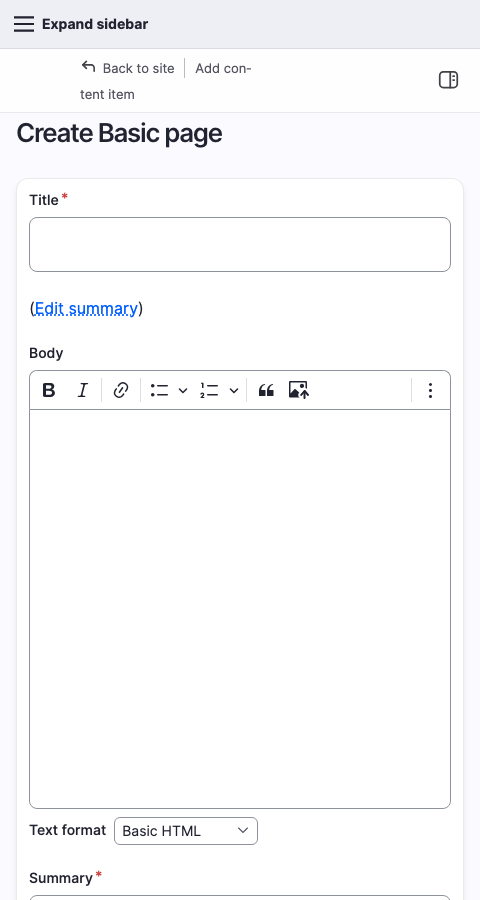 Expand sidebar
Back to site
Add con-
tent item
Create Basic page
Title*
(Edit summary)
Body
B I
Text format Basic HTML
Summary*